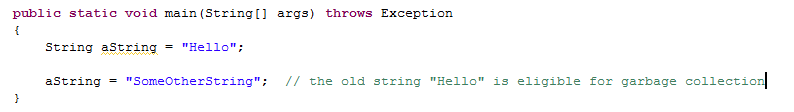 public static void main(String[] args) throws Exception
{
    String aString = "Hello";
    aString = "SomeOtherString";  // the old string "Hello" is eligible for garbage collection
}